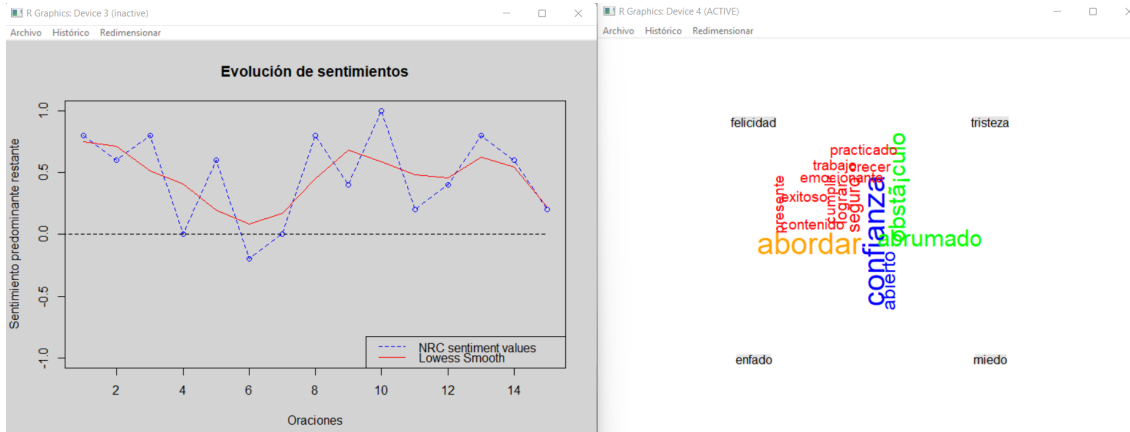 R Graphics: Device 3 (inactive)
Archivo Histórico Redimensionar
Evolución de sentimientos
Sentimiento predominante restante
1.0
0.5
0.0
-0.5
-1.0
2 4 6 8 10 12 14
Oraciones
NRC sentiment values
Lowess Smooth
R Graphics: Device 4 (ACTIVE)
Archivo Histórico Redimensionar
felicidad
tristeza
practicado
trabajo
crecer
emocionante
presente
exitoso
cumplir
lograr
seguro
contenido
confianza
obstã¡culo
abordar
abrumado
abierto
enfado
miedo